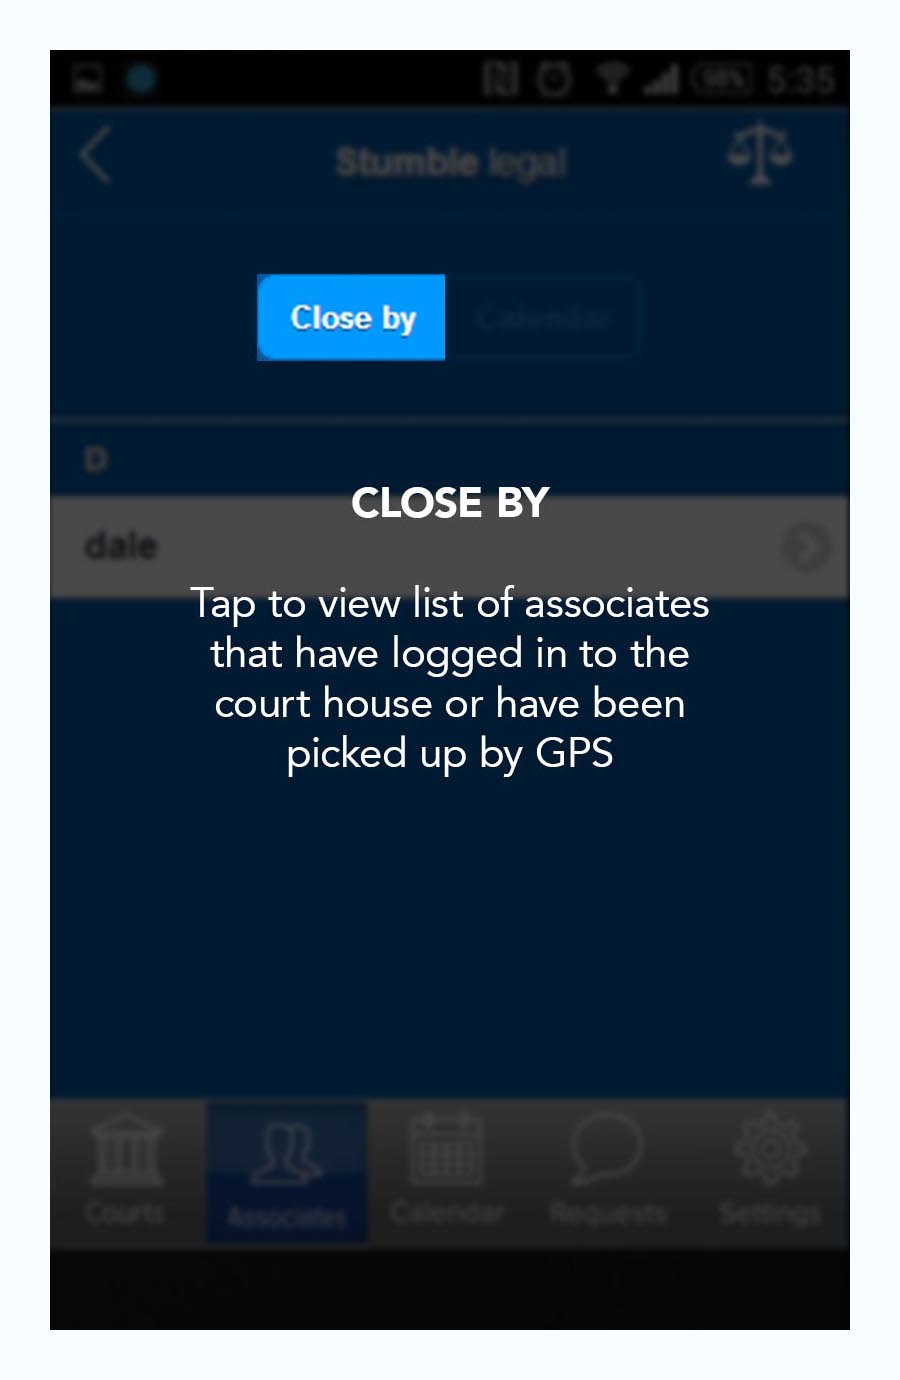 98% 5:35
Stumble legal
Close by Calendar
D
CLOSE BY
dale
Tap to view list of associates
that have logged in to the
court house or have been
picked up by GPS
Courts Associates Calendar Requests Settings